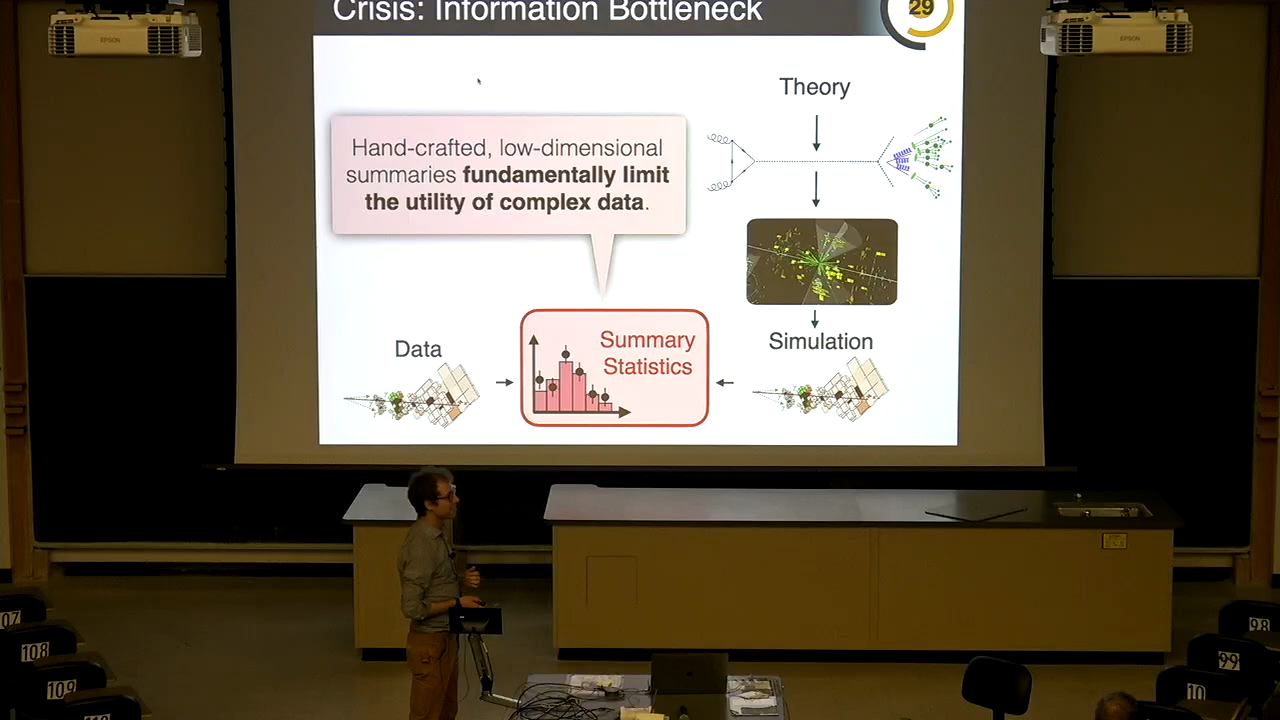 Crisis: Information Bottleneck
29
EPSON
EPSON
Theory
Hand-crafted, low-dimensional
summaries fundamentally limit
the utility of complex data.
Data
Summary
Statistics
Simulation
107
108
109
98
99
10